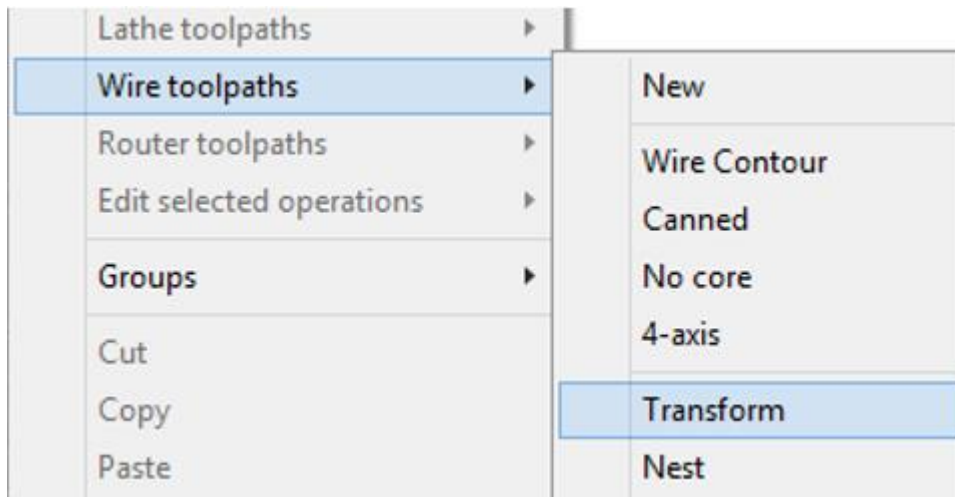 Lathe toolpaths
Wire toolpaths
Router toolpaths
Edit selected operations
Groups
Cut
Copy
Paste
New
Wire Contour
Canned
No core
4-axis
Transform
Nest